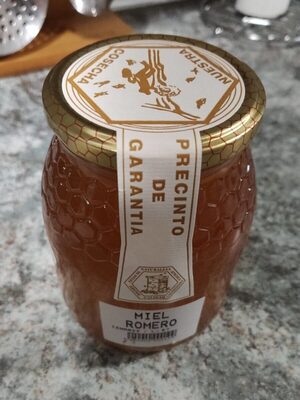 NUESTRA
COSECHA
PRECINTO
DE
GARANTIA
MIEL
ROMERO